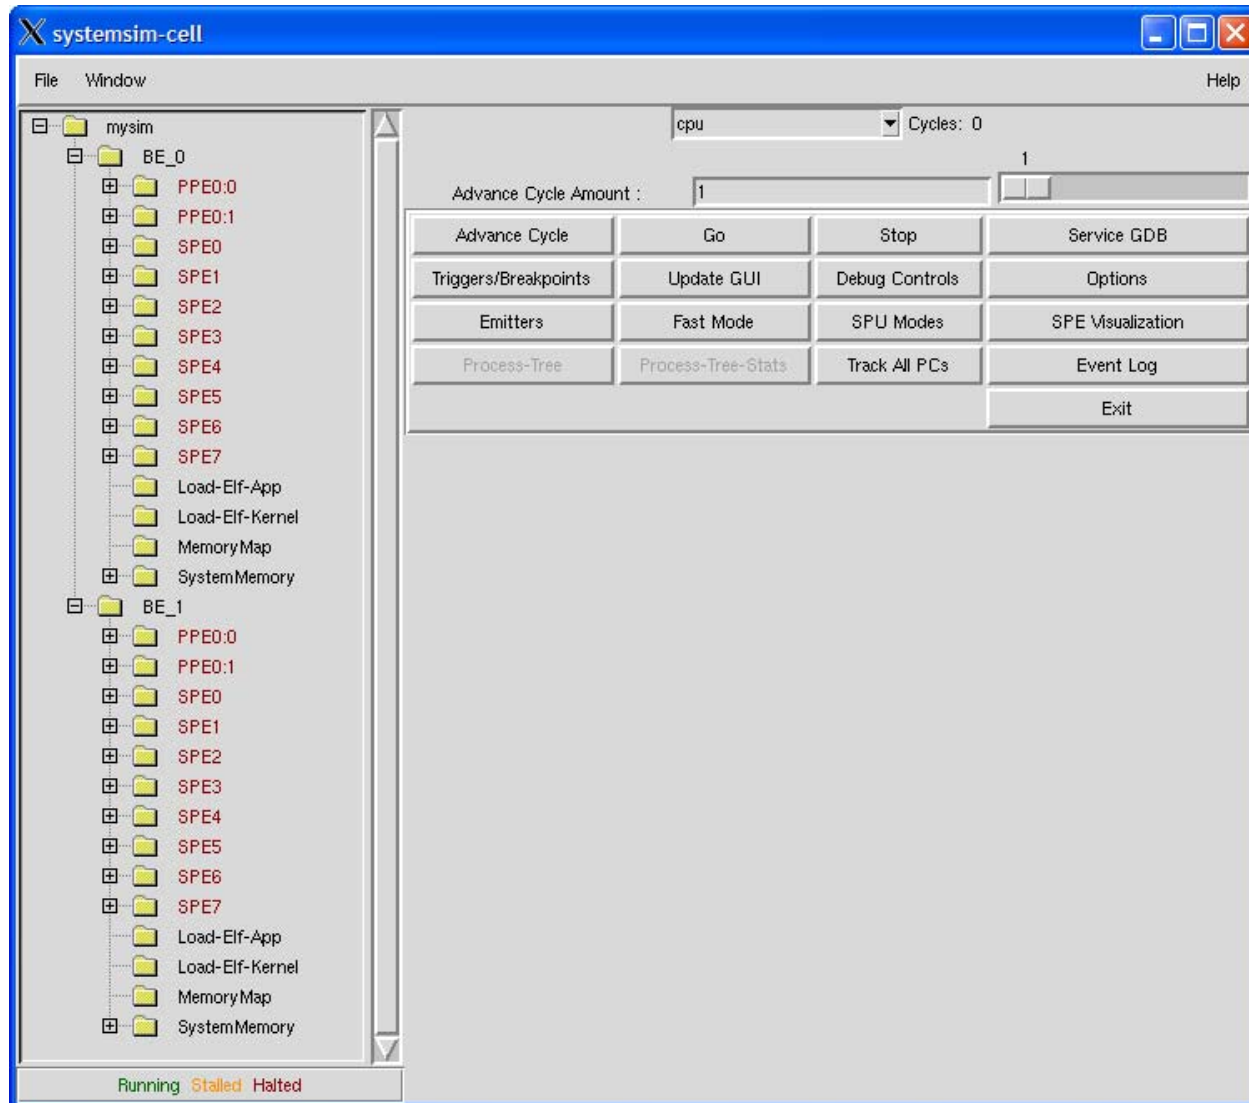 systemsim-cell
File Window Help
mysim
BE_0
PPE0:0
PPE0:1
SPE0
SPE1
SPE2
SPE3
SPE4
SPE5
SPE6
SPE7
Load-Elf-App
Load-Elf-Kernel
MemoryMap
SystemMemory
BE_1
PPE0:0
PPE0:1
SPE0
SPE1
SPE2
SPE3
SPE4
SPE5
SPE6
SPE7
Load-Elf-App
Load-Elf-Kernel
MemoryMap
SystemMemory
Running Stalled Halted
cpu Cycles: 0
1
Advance Cycle Amount : 1
Advance Cycle Go Stop Service GDB
Triggers/Breakpoints Update GUI Debug Controls Options
Emitters Fast Mode SPU Modes SPE Visualization
Process-Tree Process-Tree-Stats Track All PCs Event Log
Exit